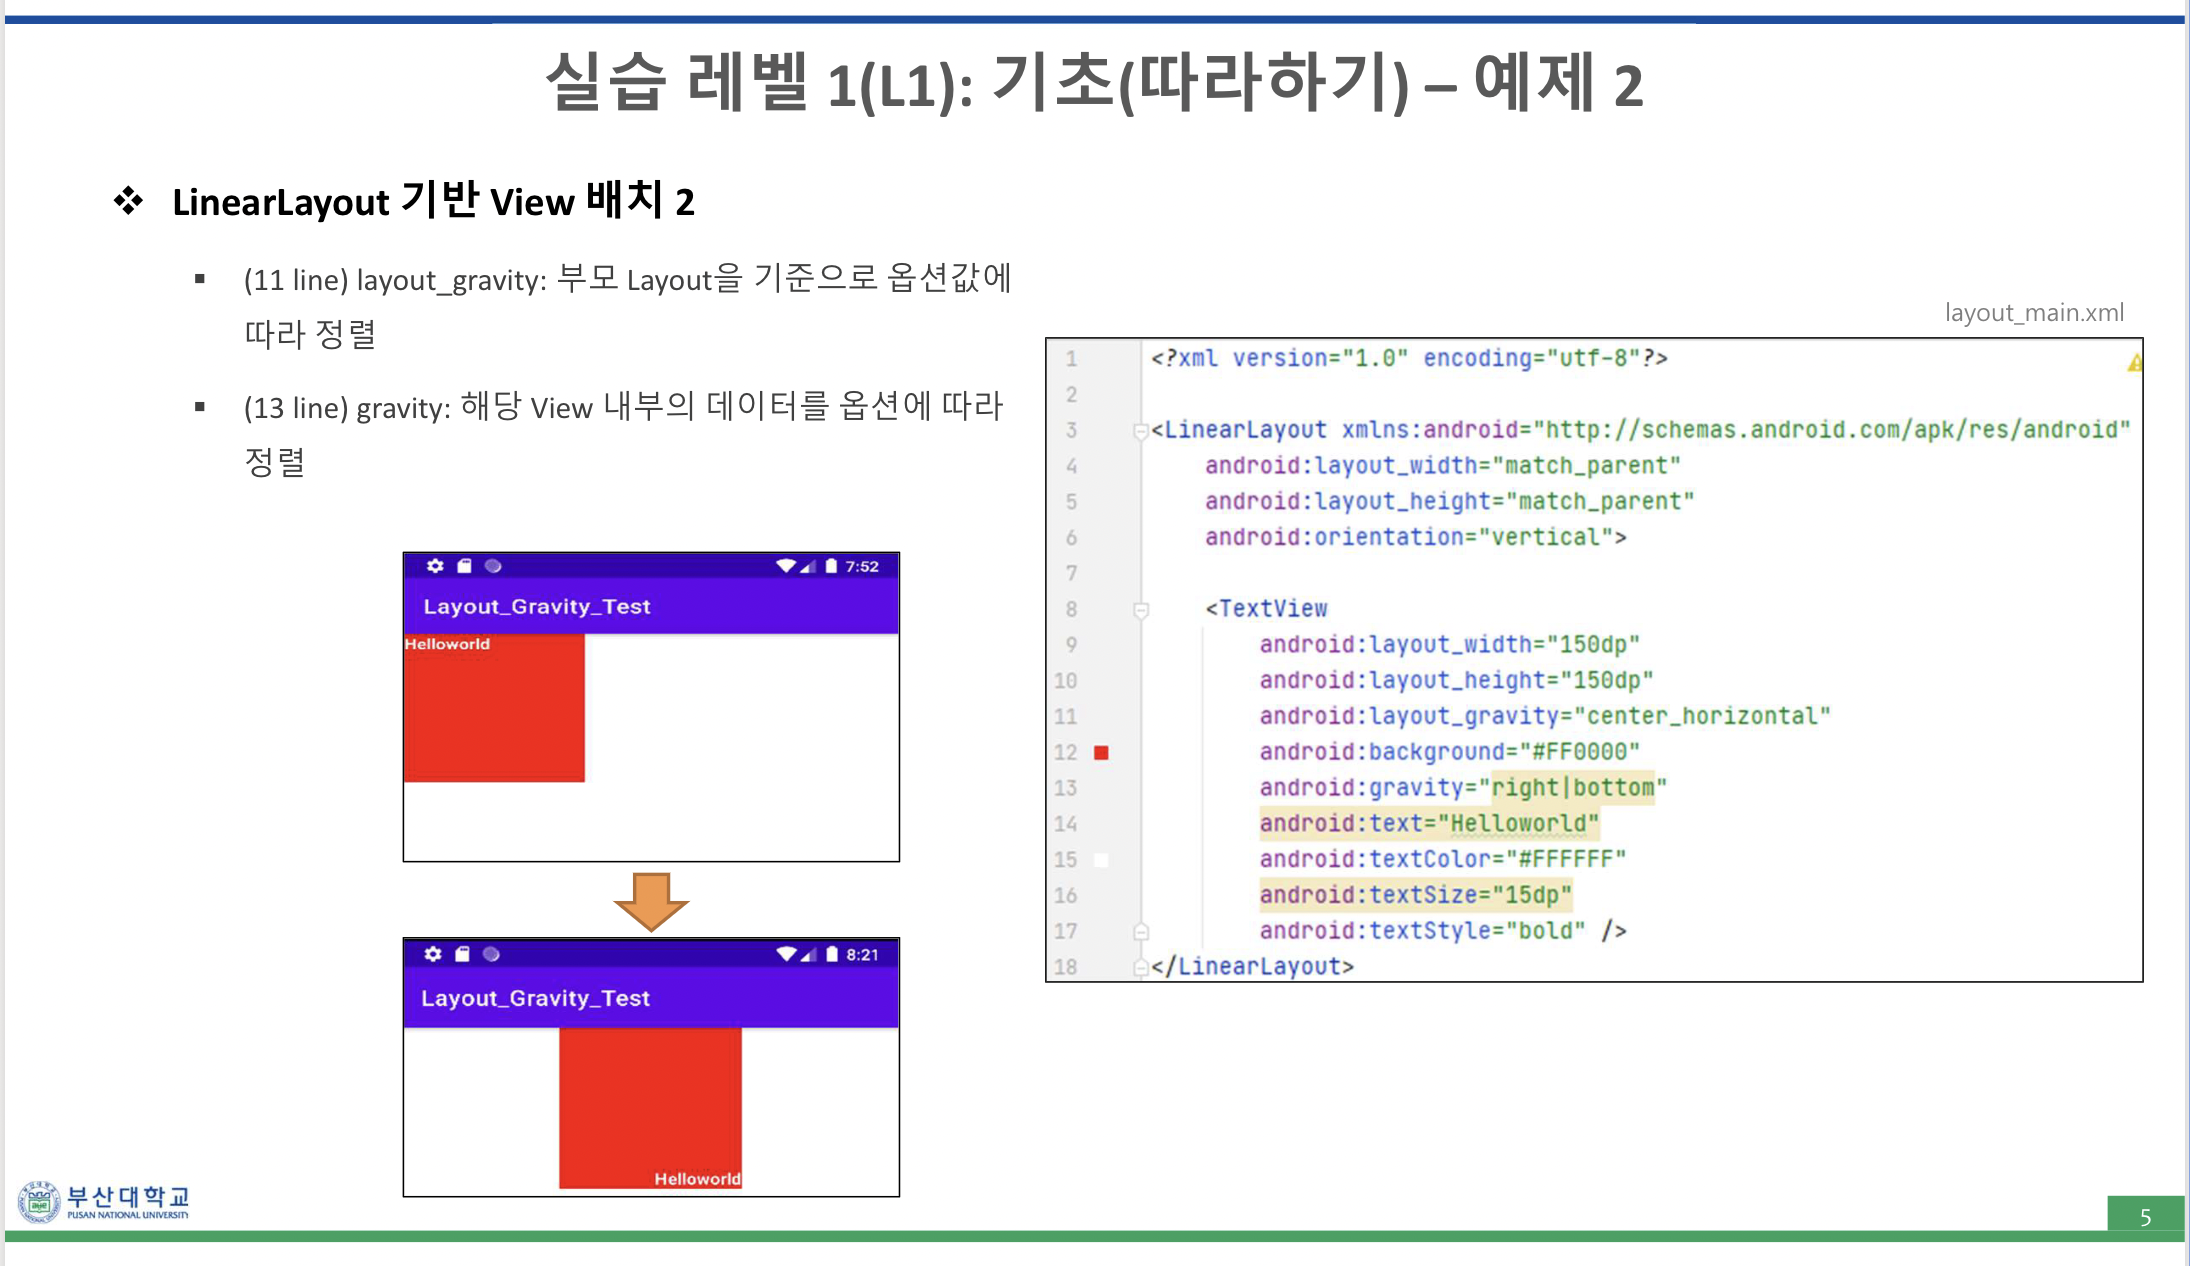 실습 레벨 1(L1): 기초(따라하기) – 예제 2
❖ LinearLayout 기반 View 배치 2
▪ (11 line) layout_gravity: 부모 Layout을 기준으로 옵션값에
따라 정렬
▪ (13 line) gravity: 해당 View 내부의 데이터를 옵션에 따라
정렬
7:52
Layout_Gravity_Test
Helloworld
8:21
Layout_Gravity_Test
Helloworld
layout_main.xml
1 <?xml version="1.0" encoding="utf-8"?>
2
3 <LinearLayout xmlns:android="http://schemas.android.com/apk/res/android"
4 android:layout_width="match_parent"
5 android:layout_height="match_parent"
6 android:orientation="vertical">
7
8 <TextView
9 android:layout_width="150dp"
10 android:layout_height="150dp"
11 android:layout_gravity="center_horizontal"
12 android:background="#FF0000"
13 android:gravity="right|bottom"
14 android:text="Helloworld"
15 android:textColor="#FFFFFF"
16 android:textSize="15dp"
17 android:textStyle="bold" />
18 </LinearLayout>
부산대학교
PUSAN NATIONAL UNIVERSITY
5